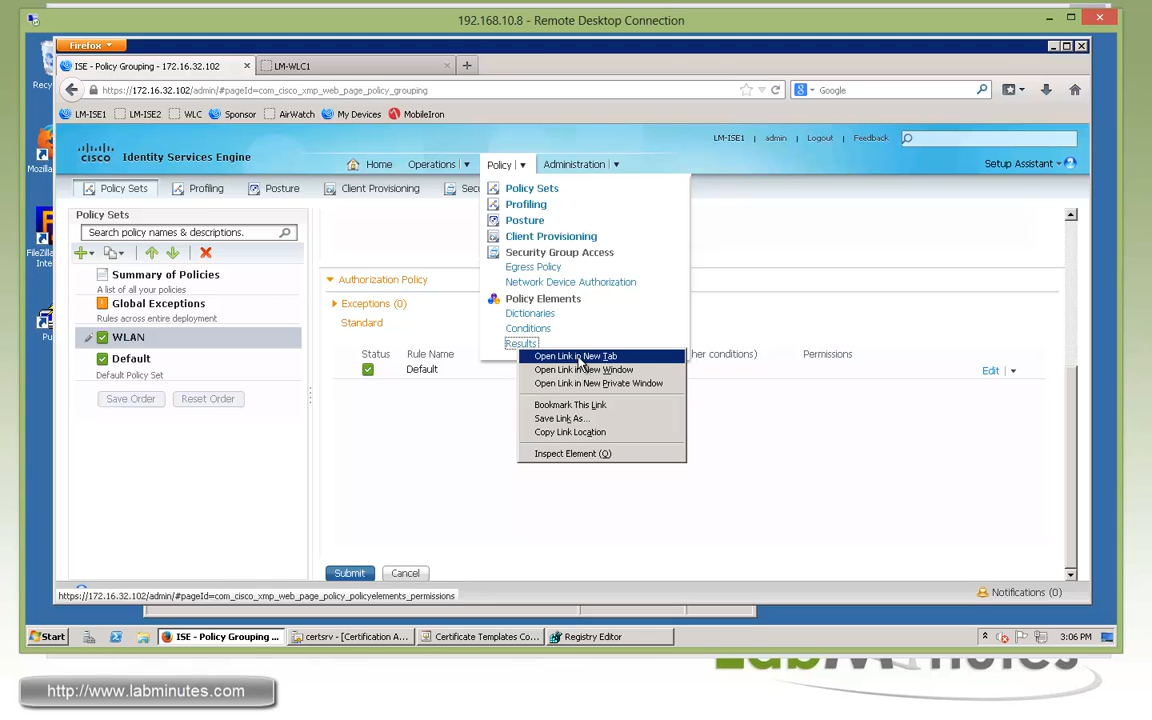 192.168.10.8 - Remote Desktop Connection
Firefox
ISE - Policy Grouping - 172.16.32.102
LM-WLC1
https://172.16.32.102/admin/#pageId=com_cisco_xmp_web_page_policy_grouping
Google
LM-ISE1 LM-ISE2 WLC Sponsor AirWatch My Devices MobileIron
LM-ISE1 admin Logout Feedback
CISCO Identity Services Engine
Home Operations Policy Administration
Setup Assistant
Policy Sets Profiling Posture Client Provisioning
Policy Sets
Search policy names & descriptions.
Summary of Policies
A list of all your policies
Global Exceptions
Rules across entire deployment
WLAN
Default
Default Policy Set
Save Order Reset Order
Policy Sets
Profiling
Posture
Client Provisioning
Security Group Access
Egress Policy
Network Device Authorization
Policy Elements
Dictionaries
Conditions
Results
Authorization Policy
Exceptions (0)
Standard
Status Rule Name her conditions) Permissions
Default Edit
Open Link in New Tab
Open Link in New Window
Open Link in New Private Window
Bookmark This Link
Save Link As...
Copy Link Location
Inspect Element (Q)
Submit Cancel
https://172.16.32.102/admin/#pageId=com_cisco_xmp_web_page_policy_policyelements_permissions
Notifications (0)
Start
ISE - Policy Grouping ...
certsrv - [Certification A...
Certificate Templates Co...
Registry Editor
3:06 PM
http://www.labminutes.com